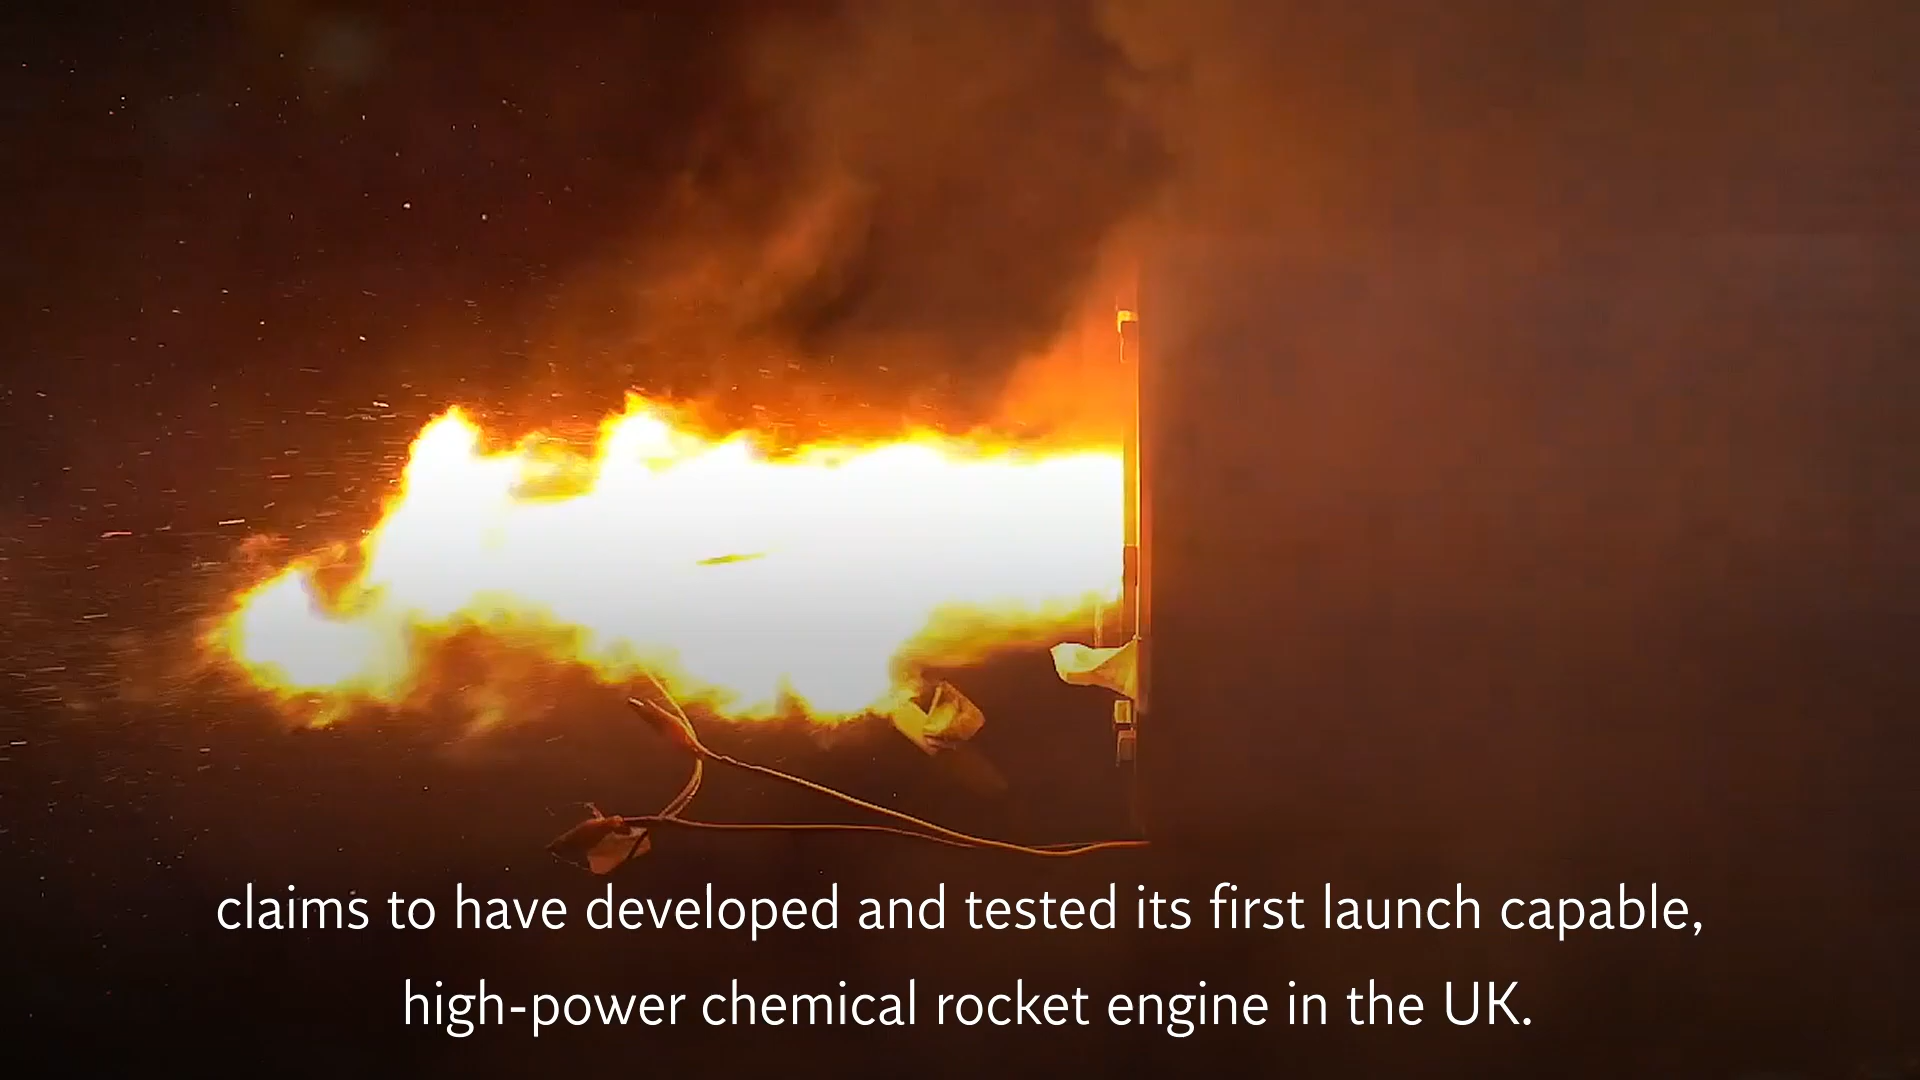 claims to have developed and tested its first launch capable,
high-power chemical rocket engine in the UK.